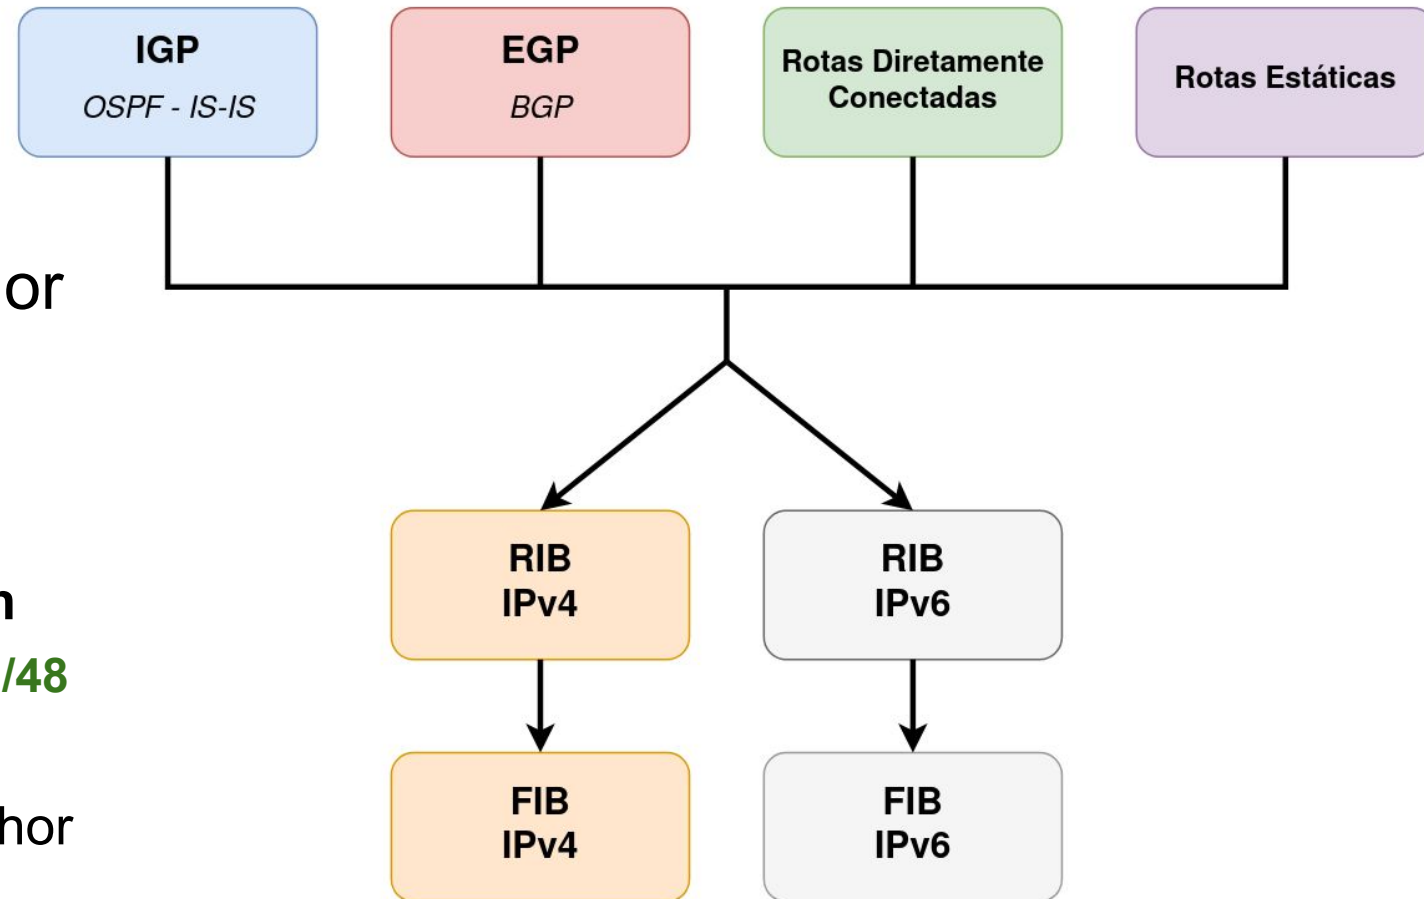 IGP
OSPF - IS-IS
EGP
BGP
Rotas Diretamente
Conectadas
Rotas Estáticas
or
RIB
IPv4
RIB
IPv6
/48
FIB
IPv4
FIB
IPv6
hor